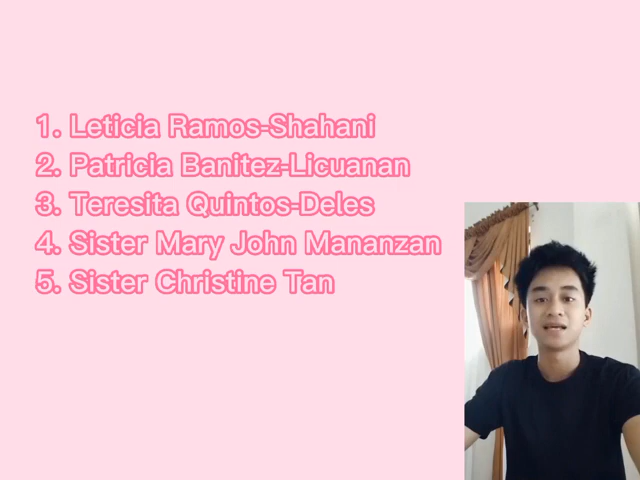 1. Leticia Ramos-Shahani
2. Patricia Banitez-Licuanan
3. Teresita Quintos-Deles
4. Sister Mary John Mananzan
5. Sister Christine Tan